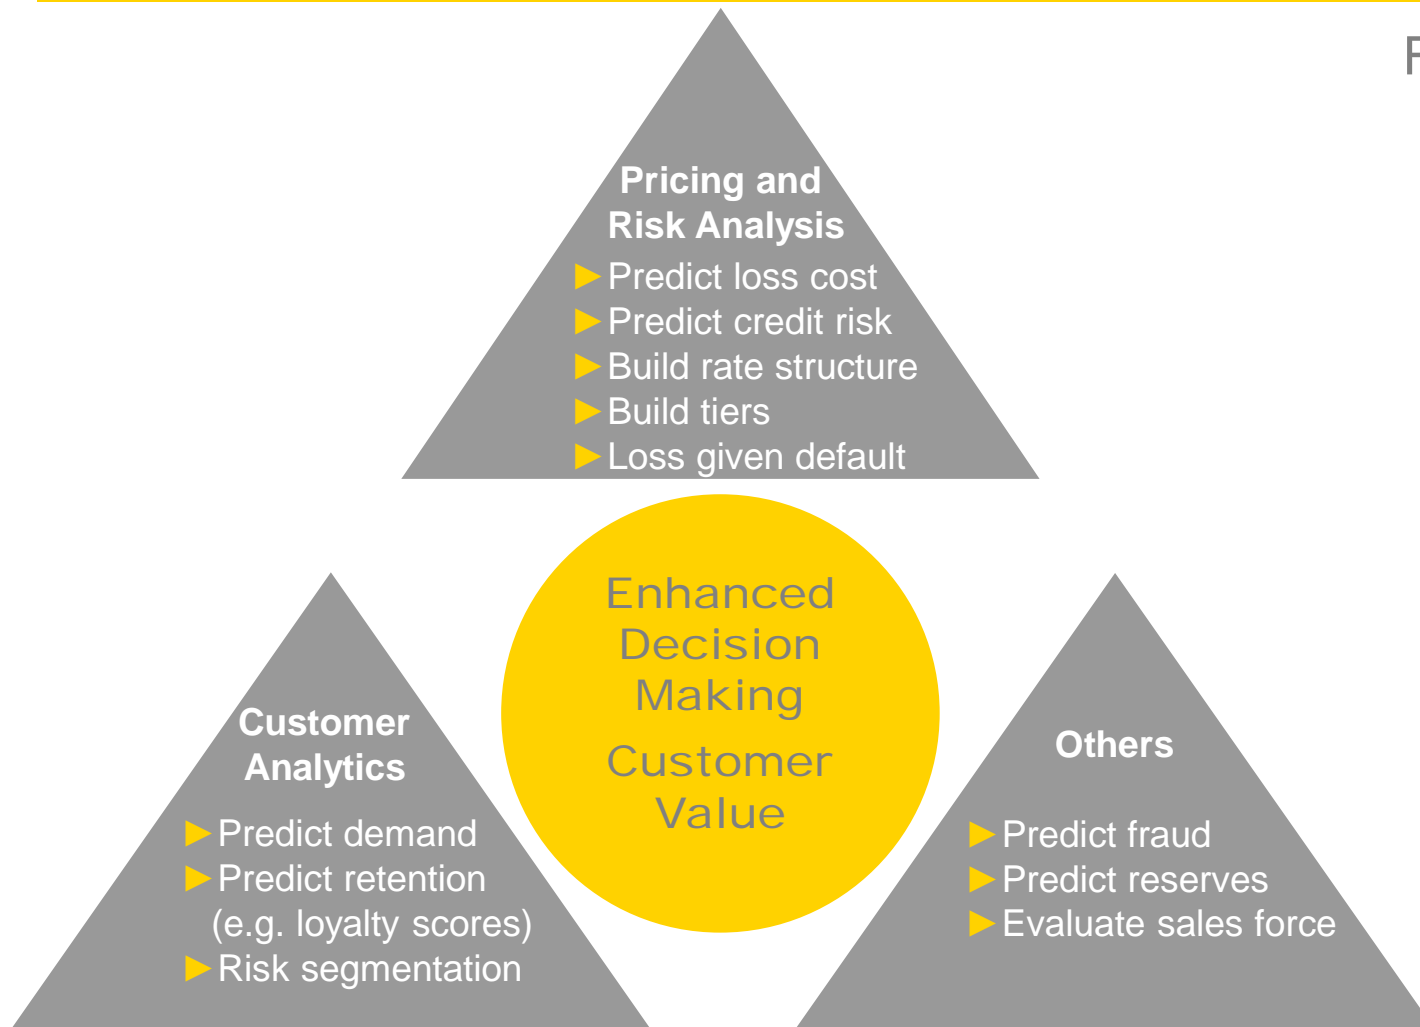 Pricing and
Risk Analysis
►Predict loss cost
►Predict credit risk
►Build rate structure
►Build tiers
►Loss given default
Enhanced
Decision
Making
Customer
Value
Customer
Analytics
►Predict demand
►Predict retention
(e.g. loyalty scores)
►Risk segmentation
Others
►Predict fraud
►Predict reserves
►Evaluate sales force